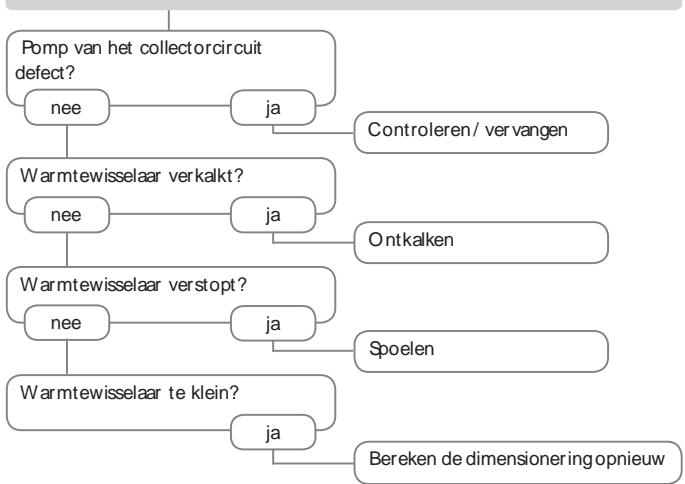 Pomp van het collectorcircuit
defect?
nee
ja
Controleren / vervangen
Warmtewisselaar verkalkt?
nee
ja
Ontkalken
Warmtewisselaar verstopt?
nee
ja
Spoelen
Warmtewisselaar te klein?
ja
Bereken de dimensionering opnieuw